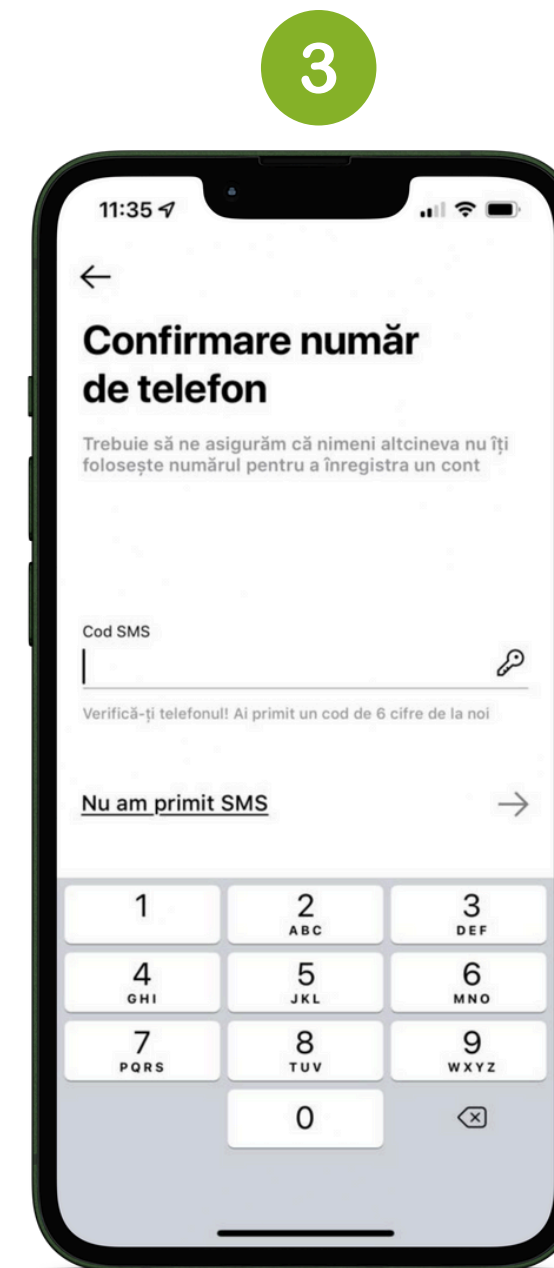 3
11:35
Confirmare număr
de telefon
Trebuie să ne asigurăm că nimeni altcineva nu îți
folosește numărul pentru a înregistra un cont
Cod SMS
Verifică-ți telefonul! Ai primit un cod de 6 cifre de la noi
Nu am primit SMS
1 2 3
ABC DEF
4 5 6
GHI JKL MNO
7 8 9
PQRS TUV WXYZ
0